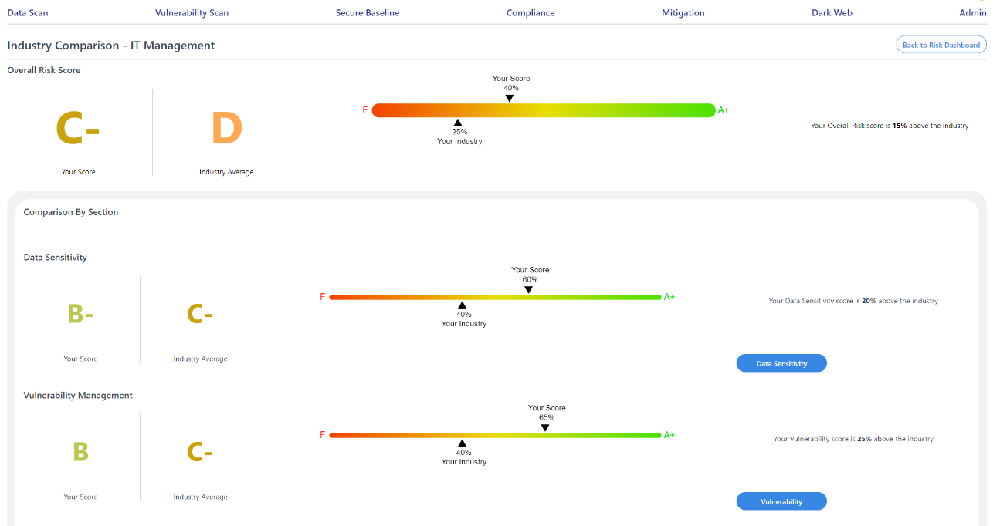 Data Scan Vulnerability Scan Secure Baseline Compliance Mitigation Dark Web Admin
Industry Comparison - IT Management Back to Risk Dashboard
Overall Risk Score
C-
Your Score
D
Industry Average
Your Score
40%
F A+
25%
Your Industry
Your Overall Risk score is 15% above the industry
Comparison By Section
Data Sensitivity
B-
Your Score
C-
Industry Average
Your Score
60%
F A+
40%
Your Industry
Your Data Sensitivity score is 20% above the industry
Data Sensitivity
Vulnerability Management
B
Your Score
C-
Industry Average
Your Score
65%
F A+
40%
Your Industry
Your Vulnerability score is 25% above the industry
Vulnerability